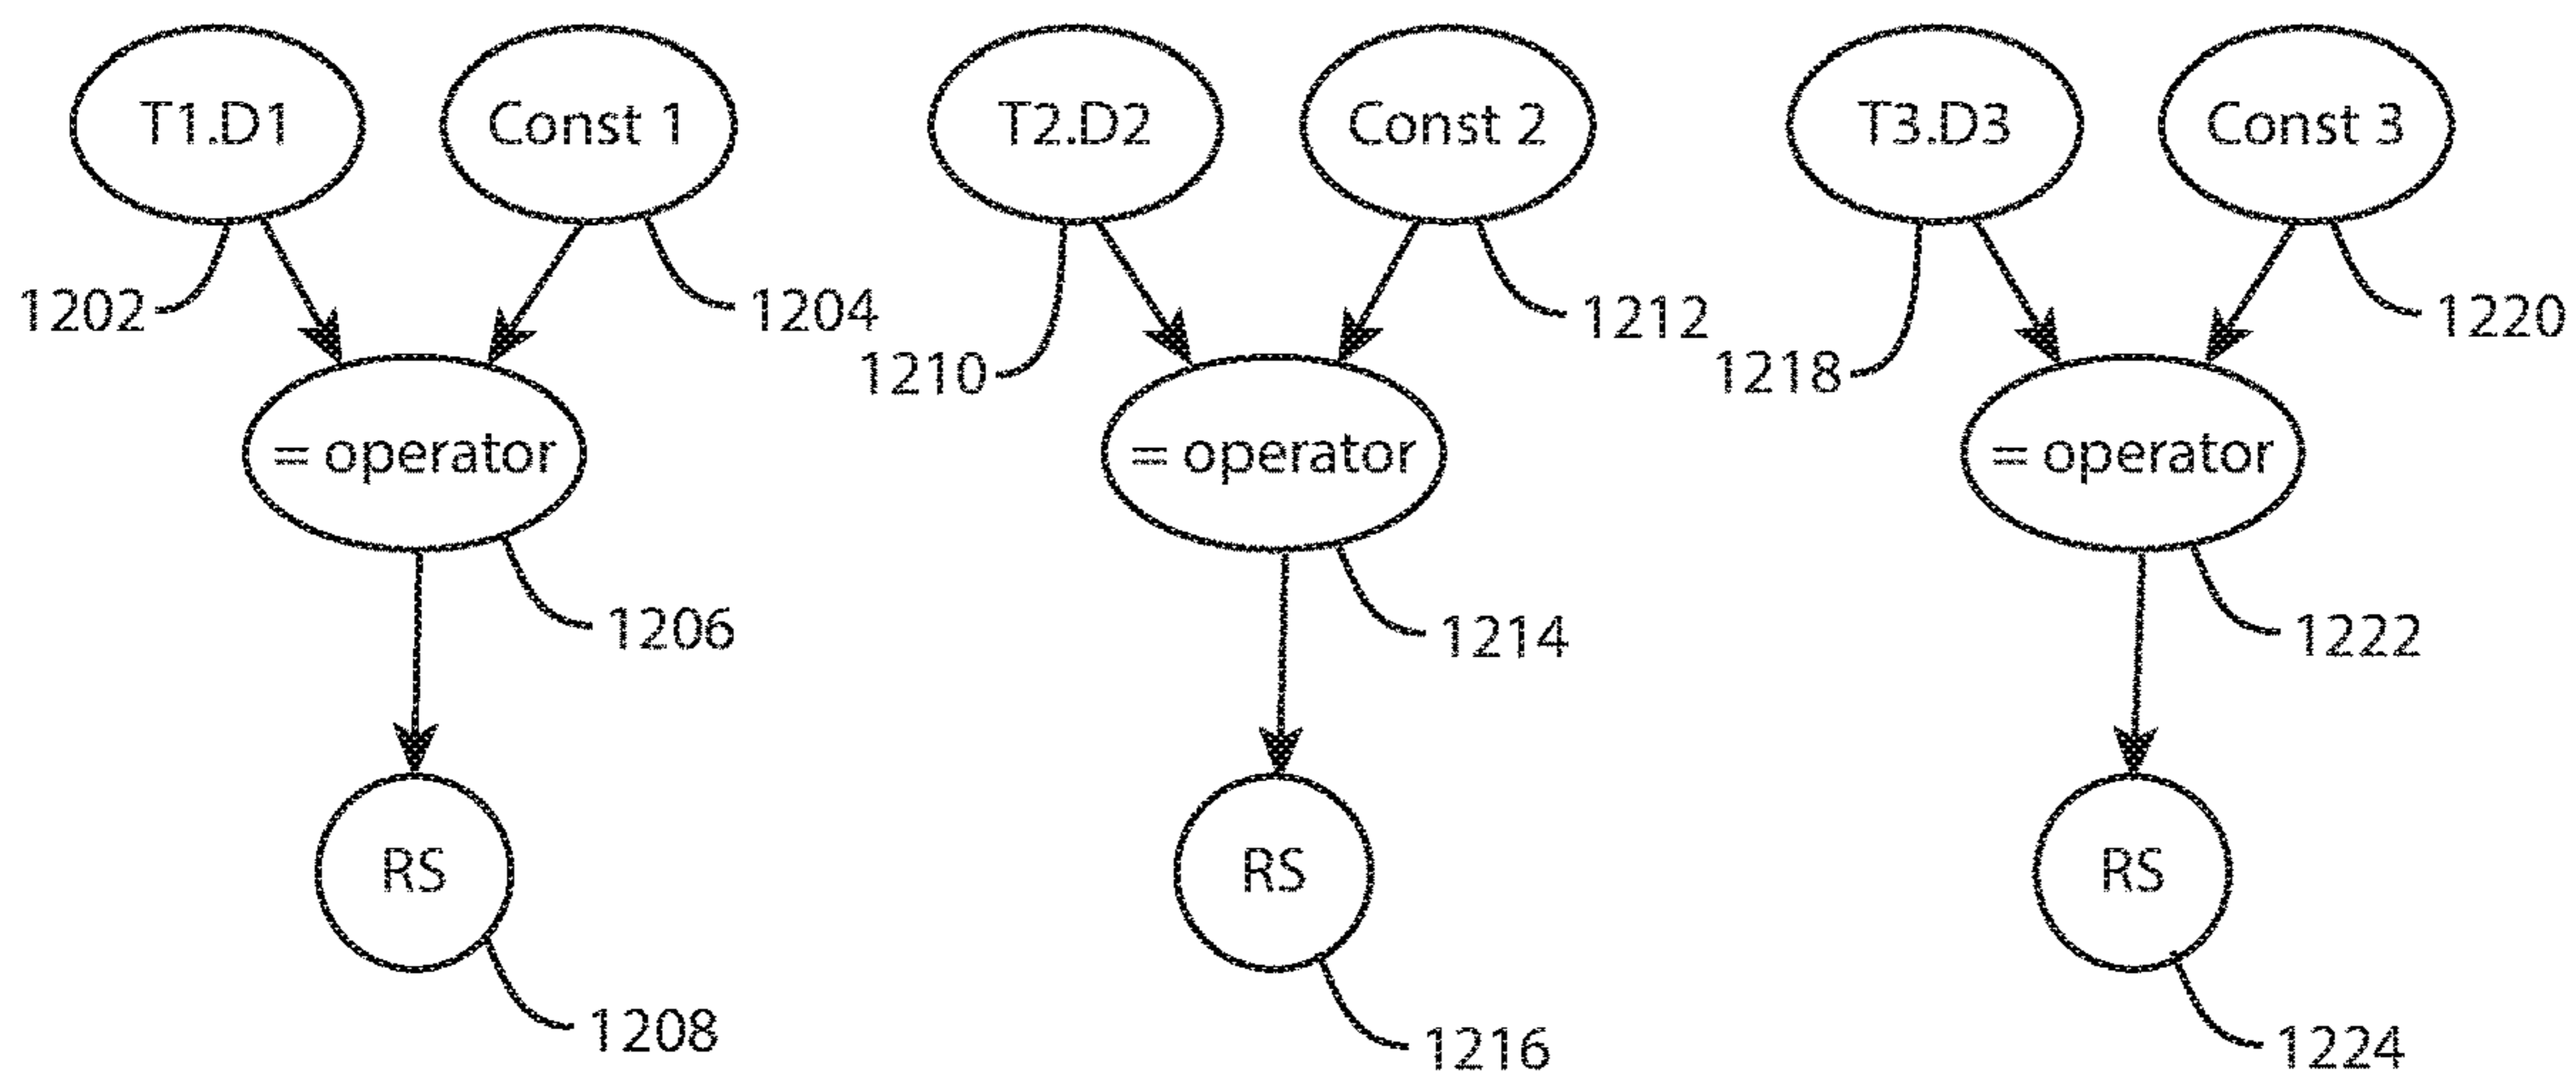 T1.D1 Const 1 T2.D2 Const 2 T3.D3 Const 3
1202 1204 1212 1220
1210 1218
= operator = operator = operator
1206 1214 1222
RS RS RS
1208 1216 1224